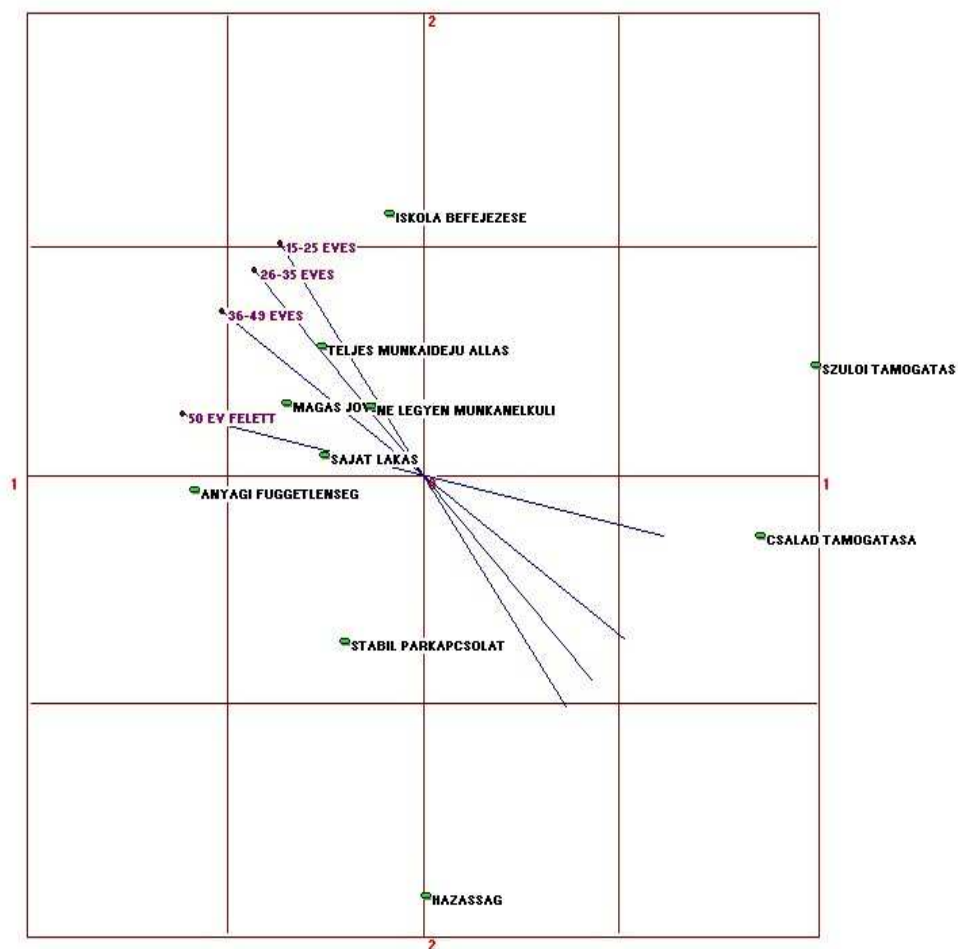 2
ISKOLA BEFEJEZESE
15-25 EVES
26-35 EVES
36-49 EVES
TELJES MUNKAIDEJU ALLAS
SZULOI TAMOGATAS
MAGAS JOV
NE LEGYEN MUNKANELKULI
50 EV FELETT
SAJAT LAKAS
1
1
ANYAGI FUGGETLENSEG
CSALAD TAMOGATASA
STABIL PARKAPCSOLAT
HAZASSAG
2